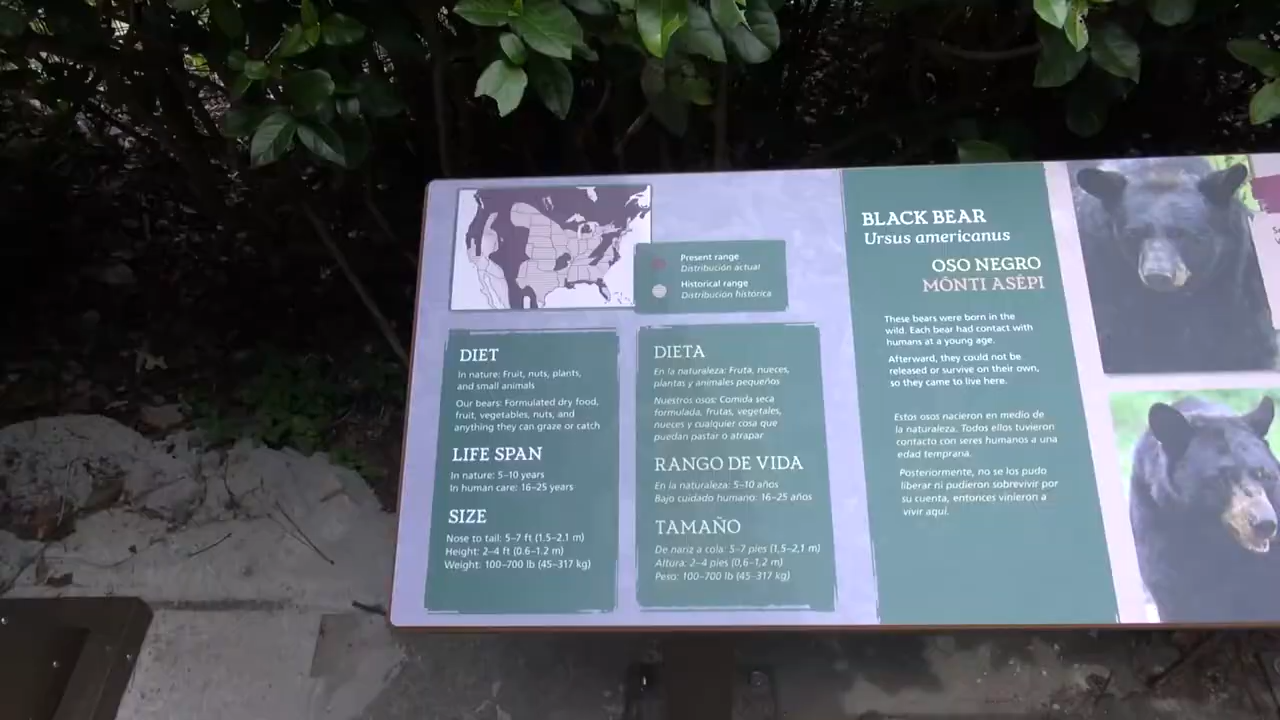 Present range
Distribución actual
Historical range
Distribución histórica
DIET
In nature: Fruit, nuts, plants,
and small animals
Our bears: Formulated dry food,
fruit, vegetables, nuts, and
anything they can graze or catch
LIFE SPAN
In nature: 5–10 years
In human care: 16–25 years
SIZE
Nose to tail: 5–7 ft (1.5–2.1 m)
Height: 2–4 ft (0.6–1.2 m)
Weight: 100–700 lb (45–317 kg)
DIETA
En la naturaleza: Fruta, nueces,
plantas y animales pequeños
Nuestros osos: Comida seca
formulada, frutas, vegetales,
nueces y cualquier cosa que
puedan pastar o atrapar
RANGO DE VIDA
En la naturaleza: 5–10 años
Bajo cuidado humano: 16–25 años
TAMAÑO
De nariz a cola: 5–7 pies (1,5–2,1 m)
Altura: 2–4 pies (0,6–1,2 m)
Peso: 100–700 lb (45–317 kg)
BLACK BEAR
Ursus americanus
OSO NEGRO
MÓNTI ASÉPI
These bears were born in the
wild. Each bear had contact with
humans at a young age.
Afterward, they could not be
released or survive on their own,
so they came to live here.
Estos osos nacieron en medio de
la naturaleza. Todos ellos tuvieron
contacto con seres humanos a una
edad temprana.
Posteriormente, no se los pudo
liberar ni pudieron sobrevivir por
su cuenta, entonces vinieron a
vivir aquí.